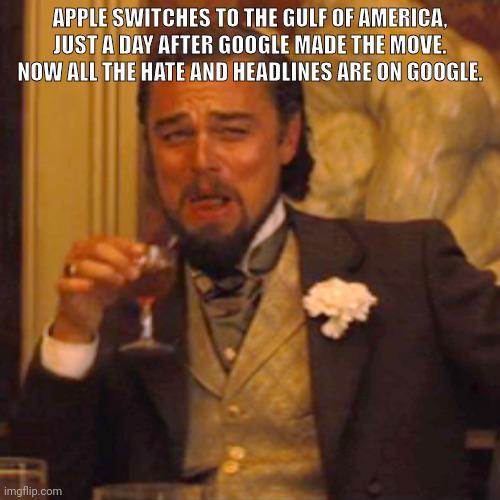 APPLE SWITCHES TO THE GULF OF AMERICA,
JUST A DAY AFTER GOOGLE MADE THE MOVE.
NOW ALL THE HATE AND HEADLINES ARE ON GOOGLE.
imgflip.com